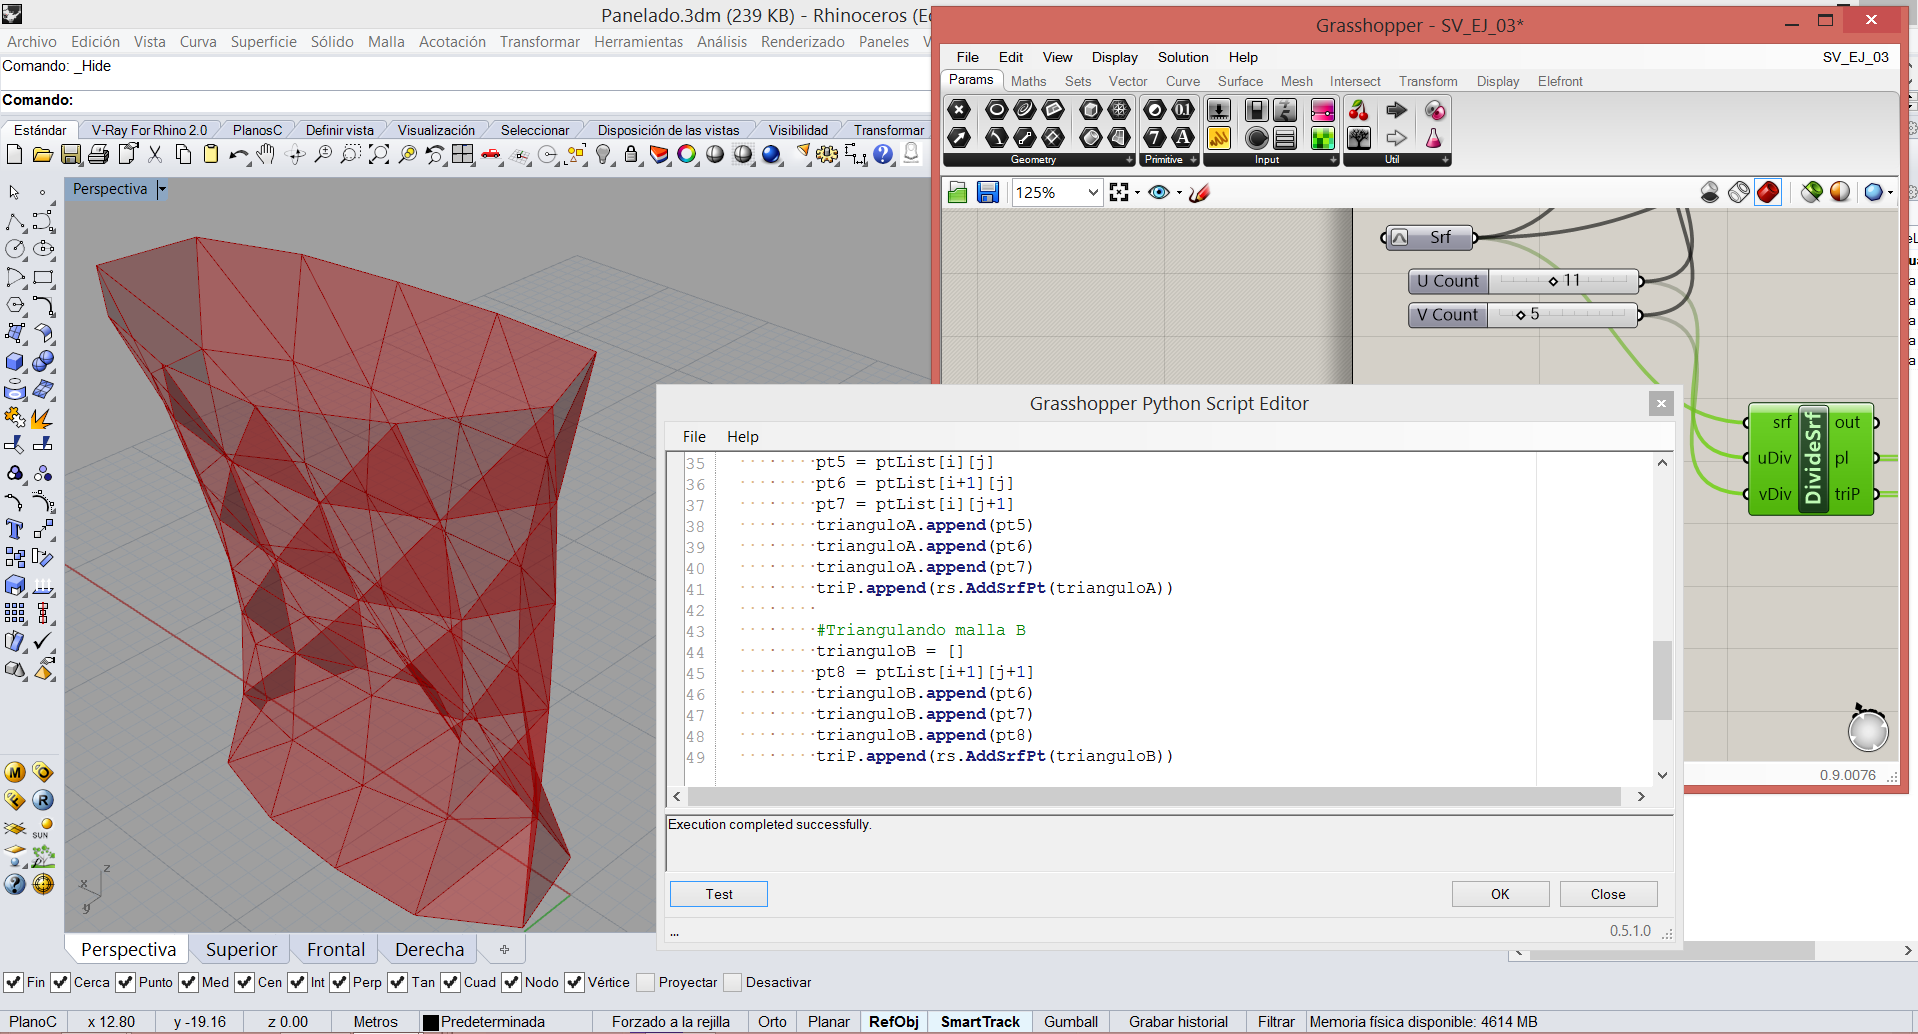 Panelado.3dm (239 KB) - Rhinoceros (Ed
Archivo Edición Vista Curva Superficie Sólido Malla Acotación Transformar Herramientas Análisis Renderizado Paneles V
Comando: _Hide
Comando:
Estándar V-Ray For Rhino 2.0 PlanosC Definir vista Visualización Seleccionar Disposición de las vistas Visibilidad Transformar
Perspectiva
Grasshopper - SV_EJ_03*
File Edit View Display Solution Help
SV_EJ_03
Params Maths Sets Vector Curve Surface Mesh Intersect Transform Display Elefront
Geometry Primitive Input Util
125%
Srf
U Count 11
V Count 5
srf out
uDiv pl
vDiv triP
DivideSrf
0.9.0076
Grasshopper Python Script Editor
File Help
35 pt5 = ptList[i][j]
36 pt6 = ptList[i+1][j]
37 pt7 = ptList[i][j+1]
38 trianguloA.append(pt5)
39 trianguloA.append(pt6)
40 trianguloA.append(pt7)
41 triP.append(rs.AddSrfPt(trianguloA))
42
43 #Triangulando malla B
44 trianguloB = []
45 pt8 = ptList[i+1][j+1]
46 trianguloB.append(pt6)
47 trianguloB.append(pt7)
48 trianguloB.append(pt8)
49 triP.append(rs.AddSrfPt(trianguloB))
Execution completed successfully.
Test OK Close
... 0.5.1.0
SUN
z
x
y
Perspectiva Superior Frontal Derecha
Fin Cerca Punto Med Cen Int Perp Tan Cuad Nodo Vértice Proyectar Desactivar
PlanoC x 12.80 y -19.16 z 0.00 Metros Predeterminada Forzado a la rejilla Orto Planar RefObj SmartTrack Gumball Grabar historial Filtrar Memoria física disponible: 4614 MB